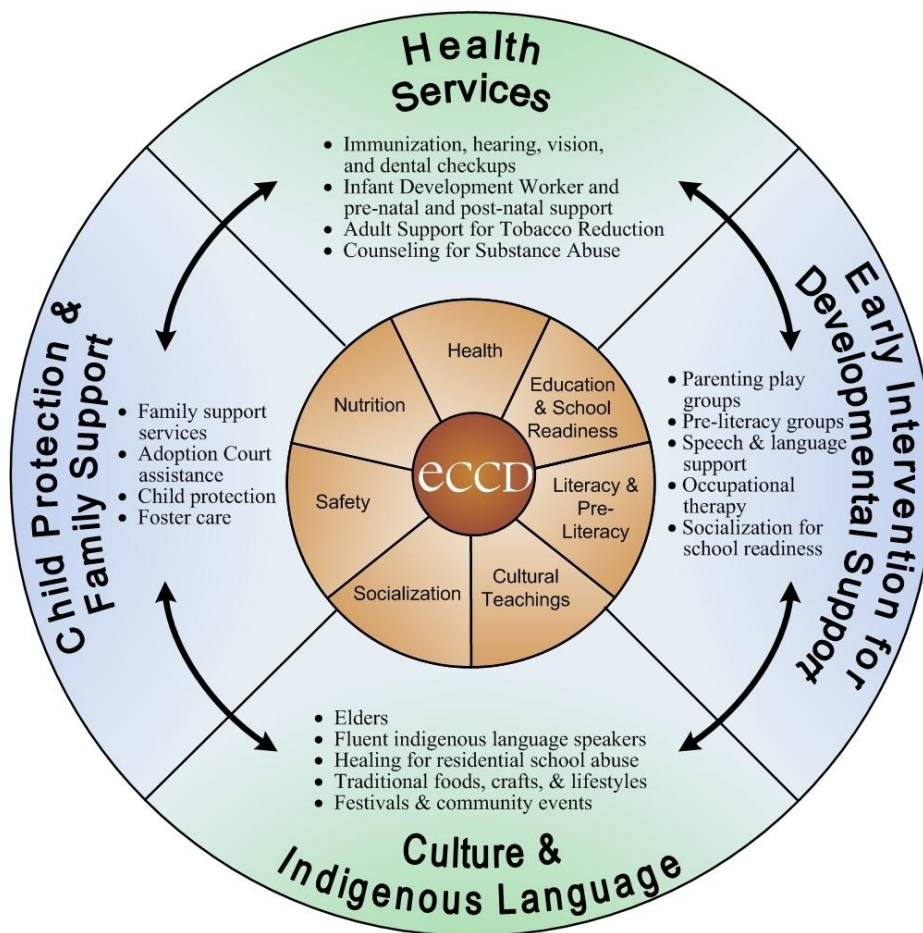 Health
Services
• Immunization, hearing, vision,
and dental checkups
• Infant Development Worker and
pre-natal and post-natal support
• Adult Support for Tobacco Reduction
• Counseling for Substance Abuse
Child Protection &
Family Support
• Family support
services
• Adoption Court
assistance
• Child protection
• Foster care
Health
Nutrition
Education
& School
Readiness
eCCD
Safety
Literacy &
Pre-
Literacy
Socialization
Cultural
Teachings
Early Intervention for
Developmental Support
• Parenting play
groups
• Pre-literacy groups
• Speech & language
support
• Occupational
therapy
• Socialization for
school readiness
• Elders
• Fluent indigenous language speakers
• Healing for residential school abuse
• Traditional foods, crafts, & lifestyles
• Festivals & community events
Culture &
Indigenous Language